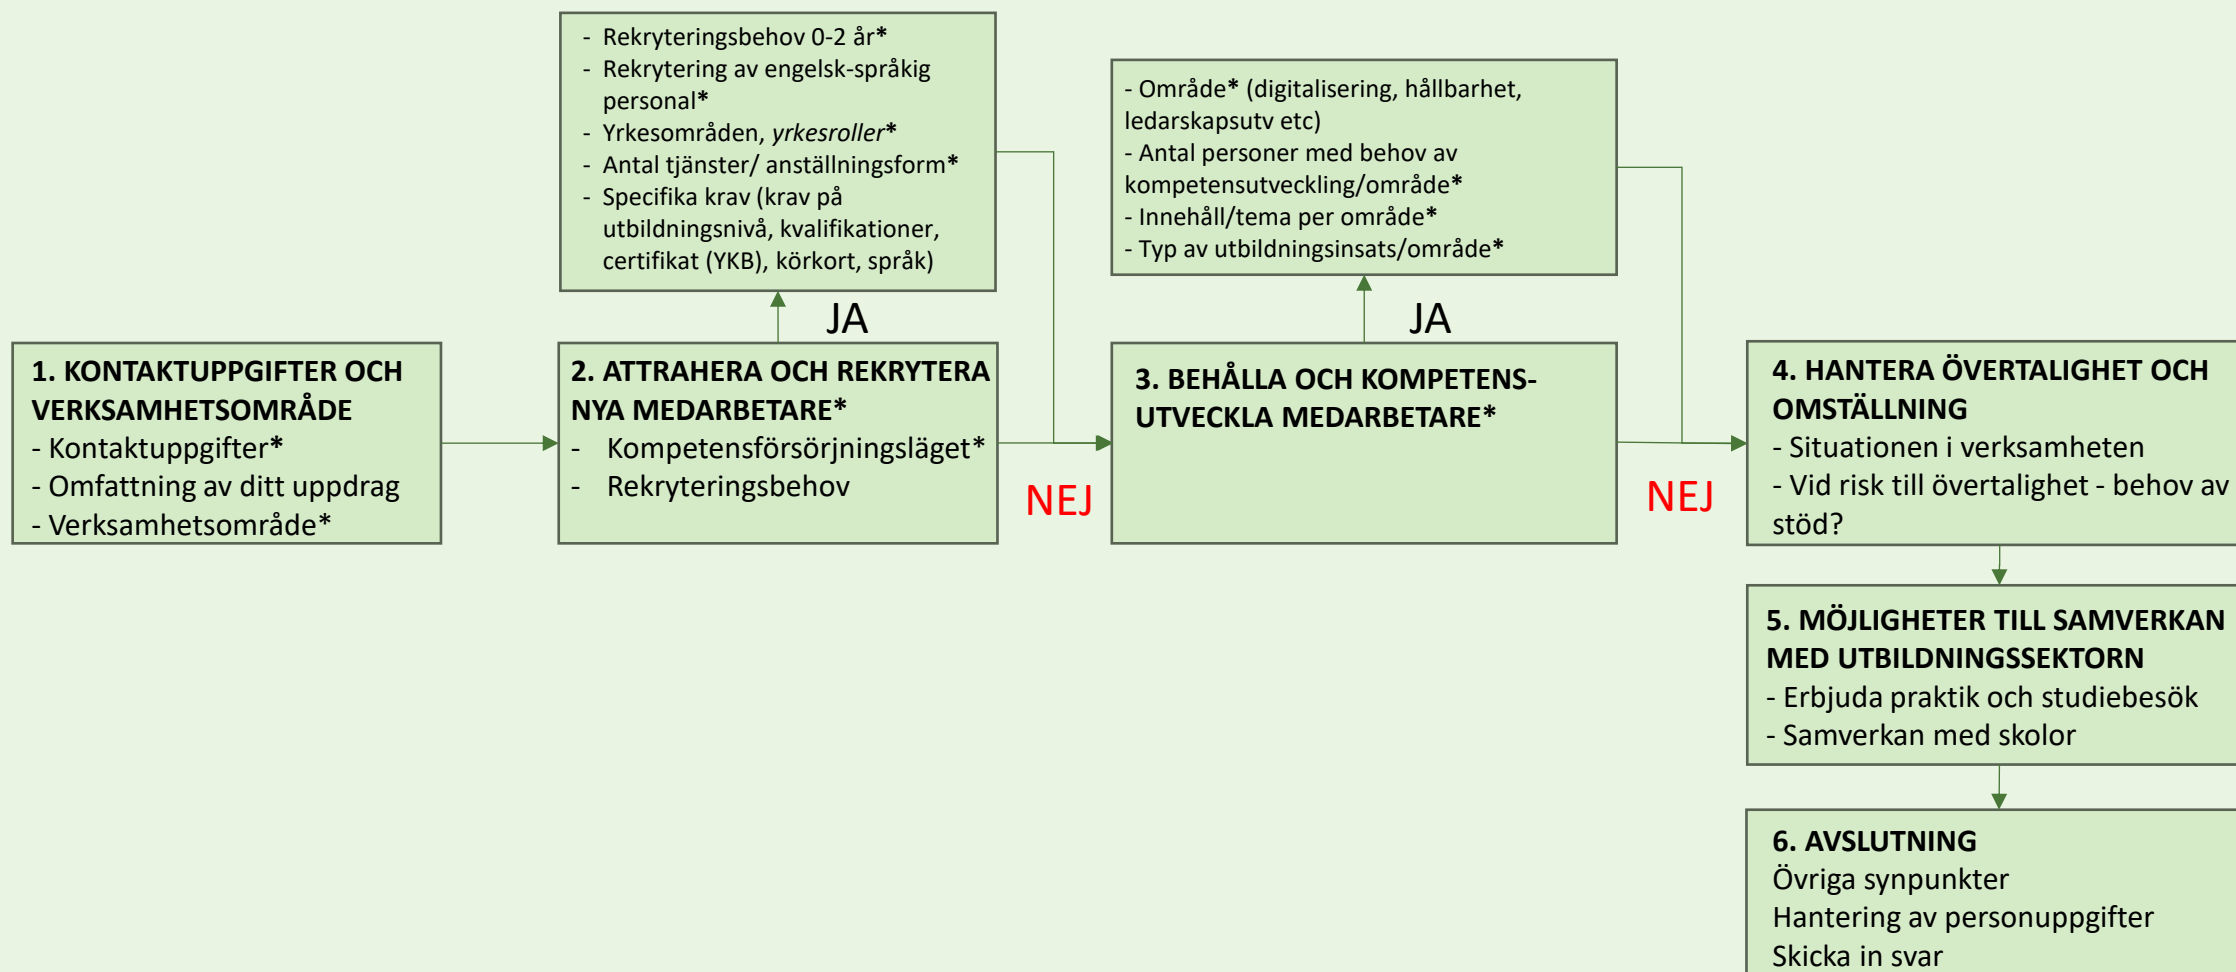 - Rekryteringsbehov 0-2 år*
- Rekrytering av engelsk-språkig
personal*
- Yrkesområden, yrkesroller*
- Antal tjänster/ anställningsform*
- Specifika krav (krav på
utbildningsnivå, kvalifikationer,
certifikat (YKB), körkort, språk)
- Område* (digitalisering, hållbarhet,
ledarskapsutv etc)
- Antal personer med behov av
kompetensutveckling/område*
- Innehåll/tema per område*
- Typ av utbildningsinsats/område*
JA
JA
1. KONTAKTUPPGIFTER OCH
VERKSAMHETSOMRÅDE
- Kontaktuppgifter*
- Omfattning av ditt uppdrag
- Verksamhetsområde*
2. ATTRAHERA OCH REKRYTERA
NYA MEDARBETARE*
- Kompetensförsörjningsläget*
- Rekryteringsbehov
NEJ
3. BEHÅLLA OCH KOMPETENS-
UTVECKLA MEDARBETARE*
NEJ
4. HANTERA ÖVERTALIGHET OCH
OMSTÄLLNING
- Situationen i verksamheten
- Vid risk till övertalighet - behov av
stöd?
5. MÖJLIGHETER TILL SAMVERKAN
MED UTBILDNINGSSEKTORN
- Erbjuda praktik och studiebesök
- Samverkan med skolor
6. AVSLUTNING
Övriga synpunkter
Hantering av personuppgifter
Skicka in svar